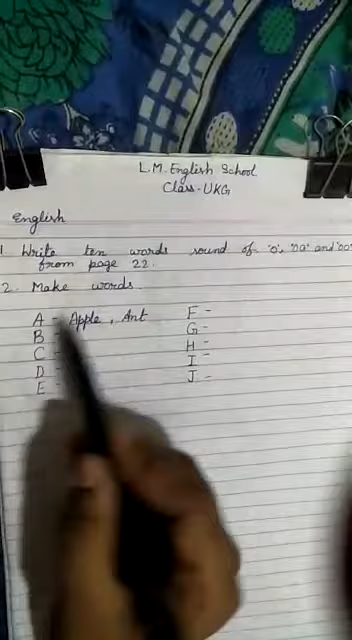 L.M. English School
Class-UKG
English
1 Write ten words sound of 'o', 'oa' and 'oo'
from page 22.
2. Make words.
A - Apple, Ant
B
C -
D -
E -
F -
G -
H -
I -
J -